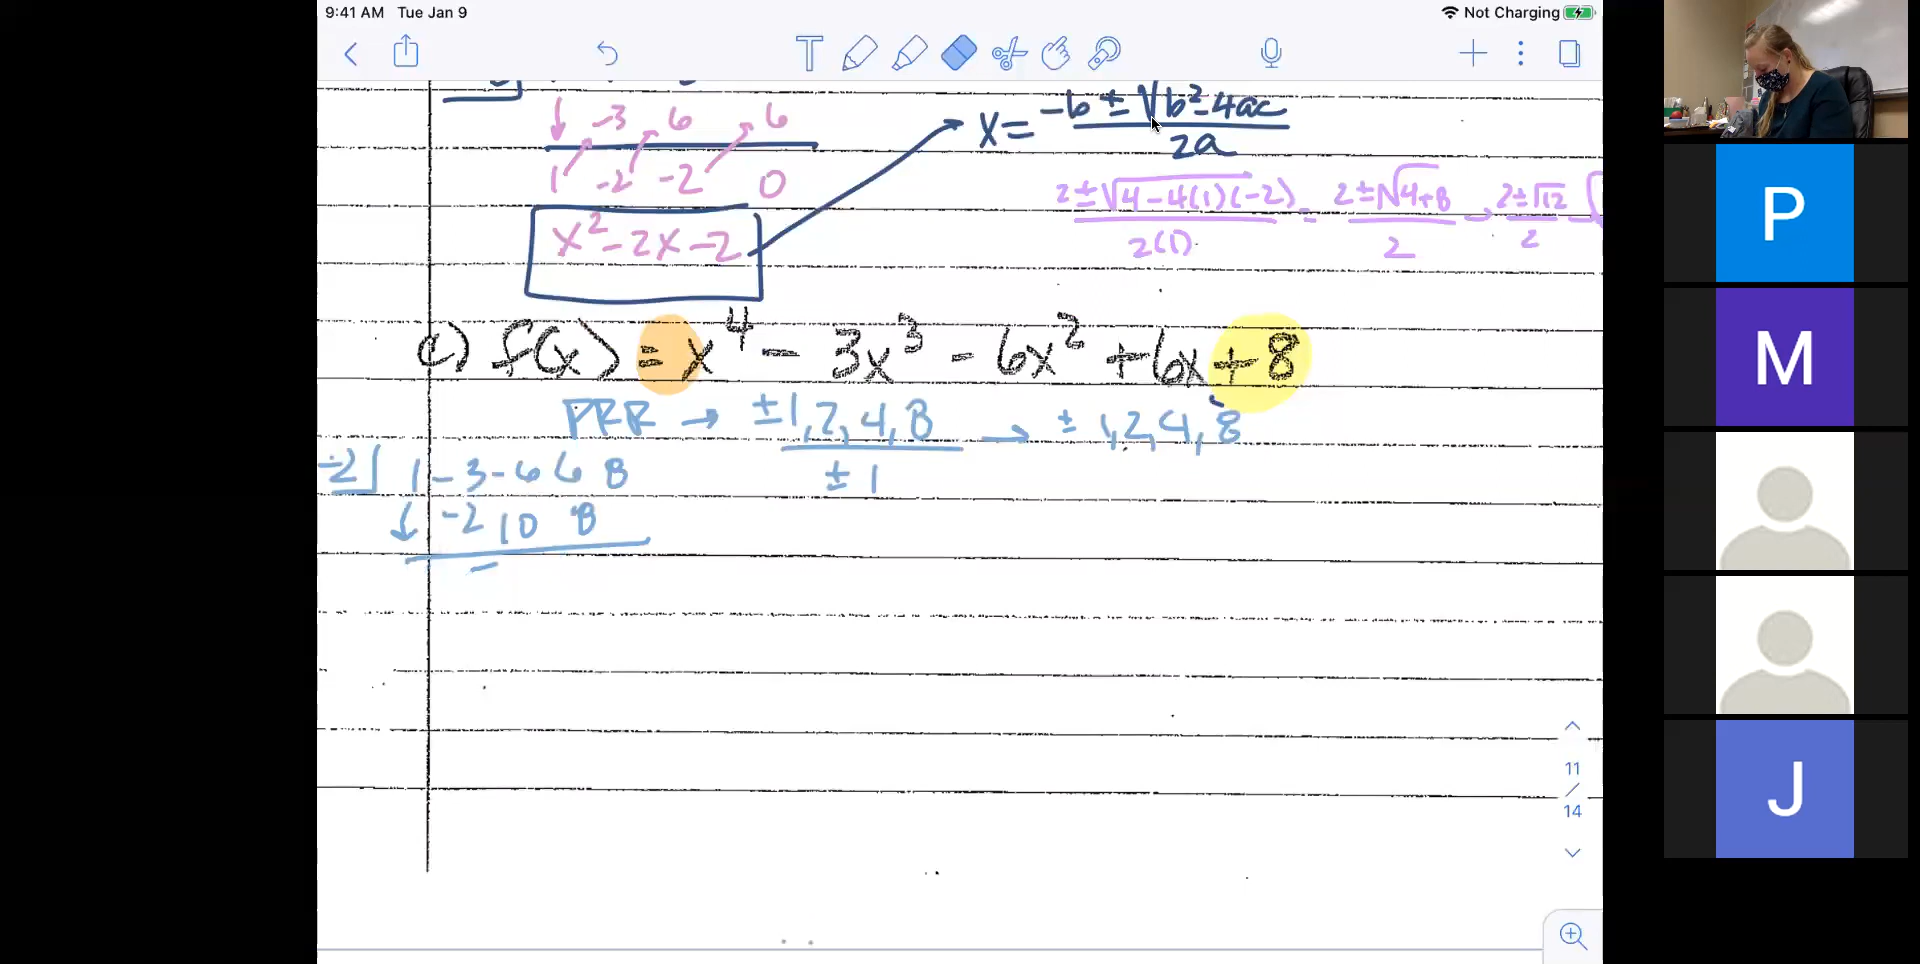 9:41 AM Tue Jan 9
Not Charging
T
↓ -3 6 6
1 -2 -2 0
x² - 2x - 2
x = -b ± √b² - 4ac
2a
2 ± √4 - 4(1)(-2) = 2 ± √4+8 → 2 ± √12
2(1) 2 2
c) f(x) = x⁴ - 3x³ - 6x² + 6x + 8
PRR → ±1, 2, 4, 8 → ± 1, 2, 4, 8
± 1
-2 | 1 -3 -6 6 8
↓ -2 10 8
11
14
P
M
J